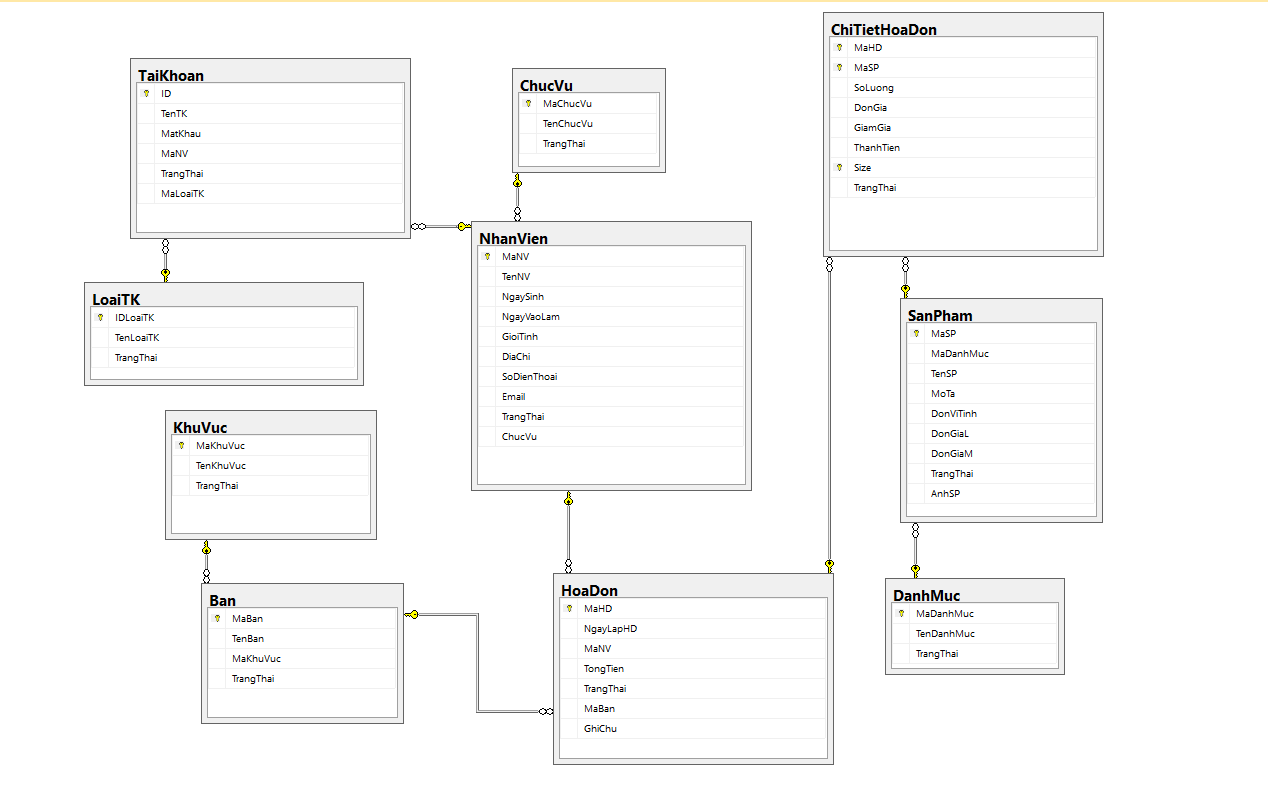 TaiKhoan
ID
TenTK
MatKhau
MaNV
TrangThai
MaLoaiTK
ChucVu
MaChucVu
TenChucVu
TrangThai
ChiTietHoaDon
MaHD
MaSP
SoLuong
DonGia
GiamGia
ThanhTien
Size
TrangThai
LoaiTK
IDLoaiTK
TenLoaiTK
TrangThai
NhanVien
MaNV
TenNV
NgaySinh
NgayVaoLam
GioiTinh
DiaChi
SoDienThoai
Email
TrangThai
ChucVu
SanPham
MaSP
MaDanhMuc
TenSP
MoTa
DonViTinh
DonGiaL
DonGiaM
TrangThai
AnhSP
KhuVuc
MaKhuVuc
TenKhuVuc
TrangThai
Ban
MaBan
TenBan
MaKhuVuc
TrangThai
HoaDon
MaHD
NgayLapHD
MaNV
TongTien
TrangThai
MaBan
GhiChu
DanhMuc
MaDanhMuc
TenDanhMuc
TrangThai